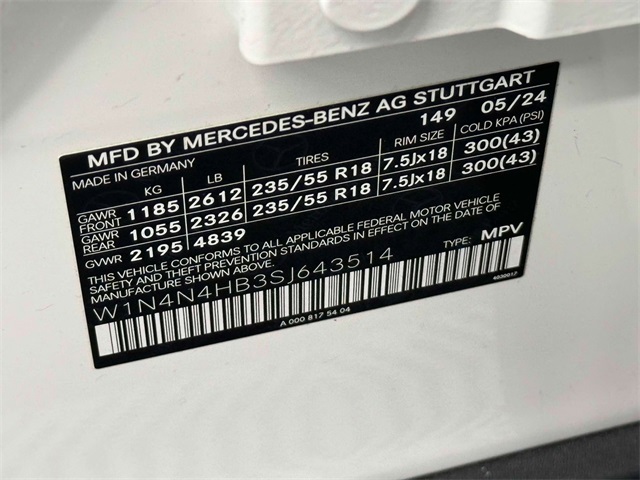 MFD BY MERCEDES-BENZ AG STUTTGART
MADE IN GERMANY 149 05/24
KG LB TIRES RIM SIZE COLD KPA (PSI)
GAWR FRONT 1185 2612 235/55 R18 7.5Jx18 300(43)
GAWR REAR 1055 2326 235/55 R18 7.5Jx18 300(43)
GVWR 2195 4839
THIS VEHICLE CONFORMS TO ALL APPLICABLE FEDERAL MOTOR VEHICLE
SAFETY AND THEFT PREVENTION STANDARDS IN EFFECT ON THE DATE OF
MANUFACTURE SHOWN ABOVE.
W1N4N4HB3SJ643514 TYPE: MPV
A 000 817 54 04